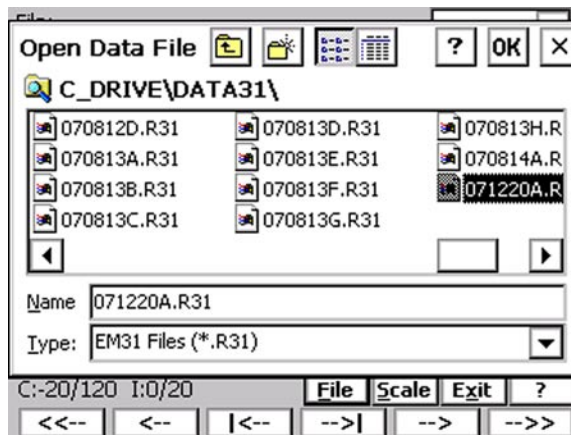 Open Data File ? OK ×
C_DRIVE\DATA31\
070812D.R31 070813D.R31 070813H.R
070813A.R31 070813E.R31 070814A.R
070813B.R31 070813F.R31 071220A.R
070813C.R31 070813G.R31
Name 071220A.R31
Type: EM31 Files (*.R31)
C:-20/120 I:0/20 File Scale Exit ?
<<-- <-- |<-- -->| --> -->>